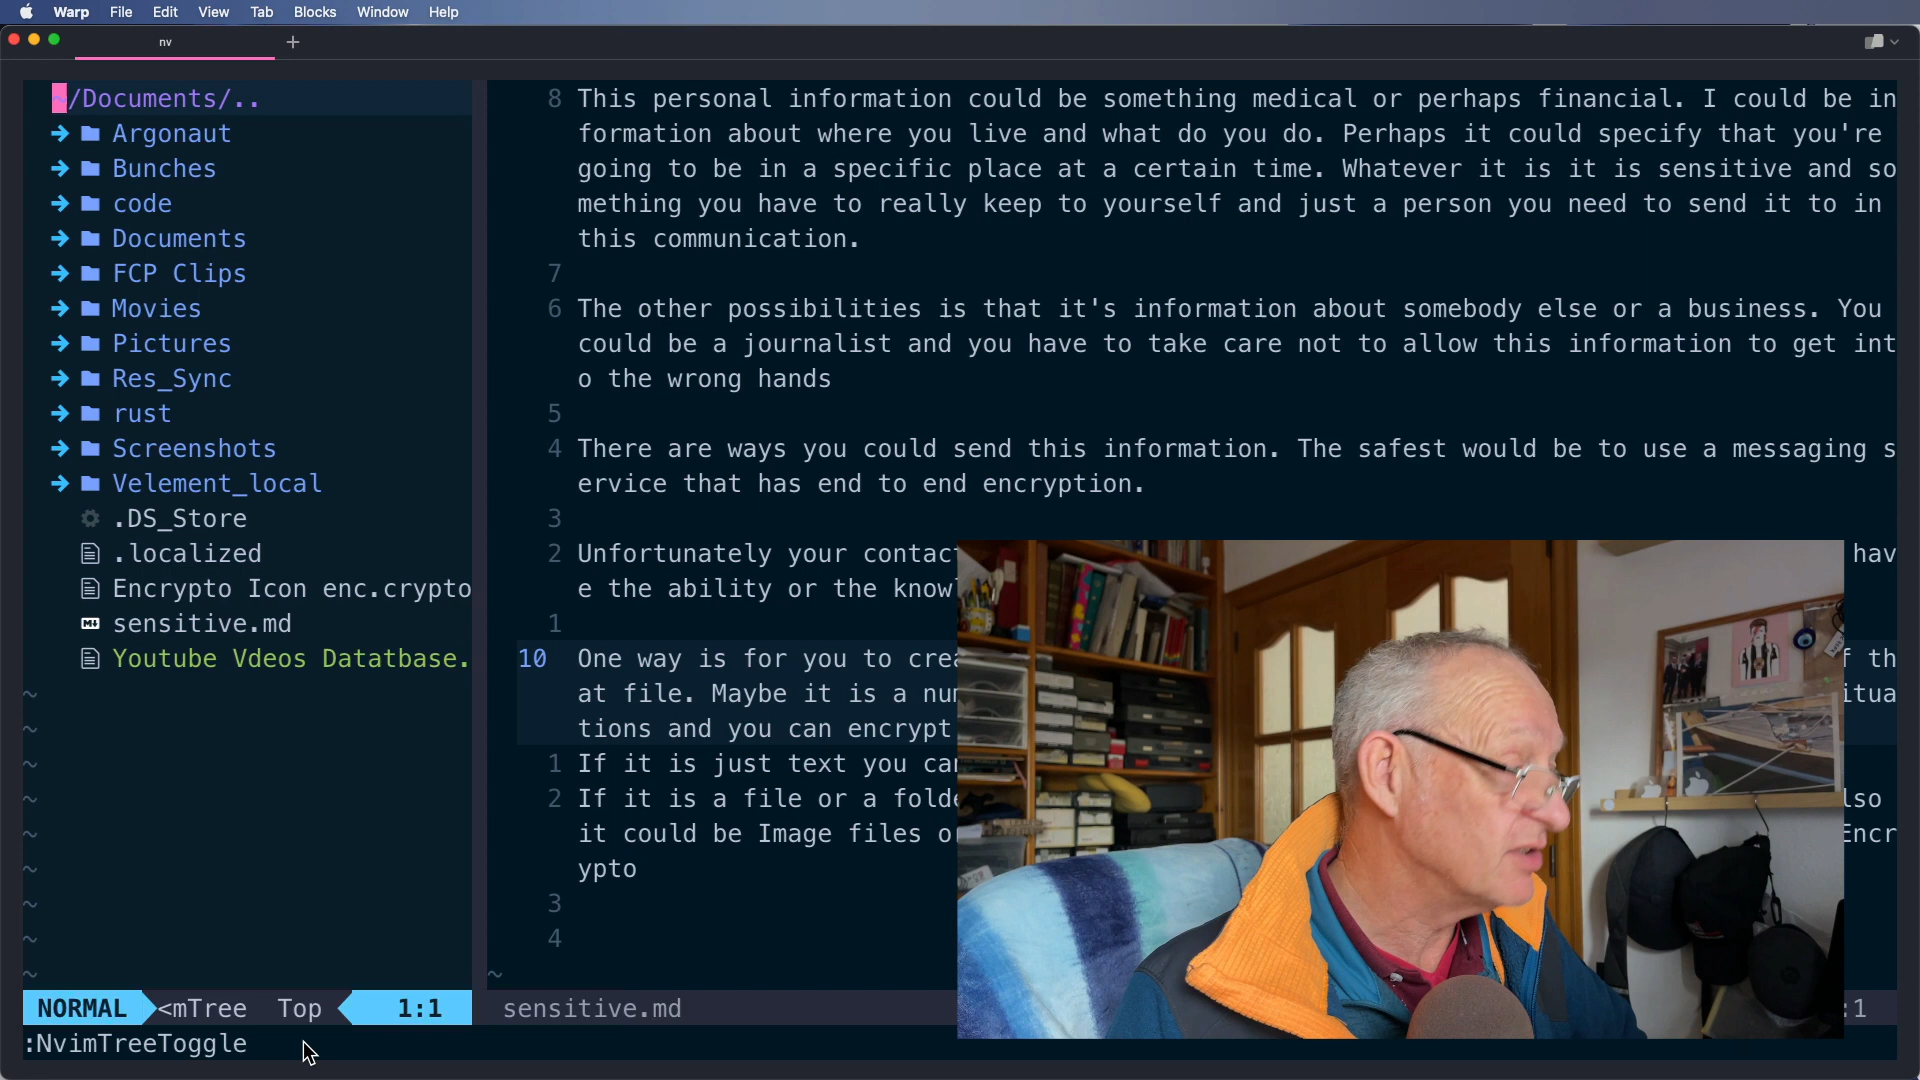 Warp File Edit View Tab Blocks Window Help
nv +
~/Documents/..
Argonaut
Bunches
code
Documents
FCP Clips
Movies
Pictures
Res_Sync
rust
Screenshots
Velement_local
.DS_Store
.localized
Encrypto Icon enc.crypto
sensitive.md
Youtube Vdeos Datatbase.
~
~
~
~
~
~
~
~
~
8 This personal information could be something medical or perhaps financial. I could be in
formation about where you live and what do you do. Perhaps it could specify that you're
going to be in a specific place at a certain time. Whatever it is it is sensitive and so
mething you have to really keep to yourself and just a person you need to send it to in
this communication.
7
6 The other possibilities is that it's information about somebody else or a business. You
could be a journalist and you have to take care not to allow this information to get int
o the wrong hands
5
4 There are ways you could send this information. The safest would be to use a messaging s
ervice that has end to end encryption.
3
2 Unfortunately your contac hav
e the ability or the know
1
10 One way is for you to crea f th
at file. Maybe it is a num itua
tions and you can encrypt
1 If it is just text you can
2 If it is a file or a folde lso
it could be Image files o Encr
ypto
3
4
~
NORMAL <mTree Top 1:1
sensitive.md :1
:NvimTreeToggle